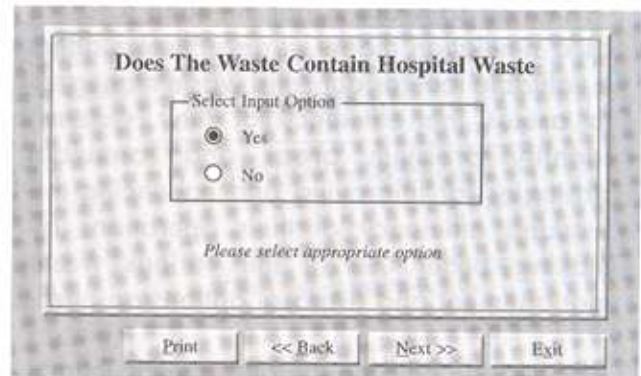 Does The Waste Contain Hospital Waste
Select Input Option
Yes
No
Please select appropriate option
Print << Back Next >> Exit